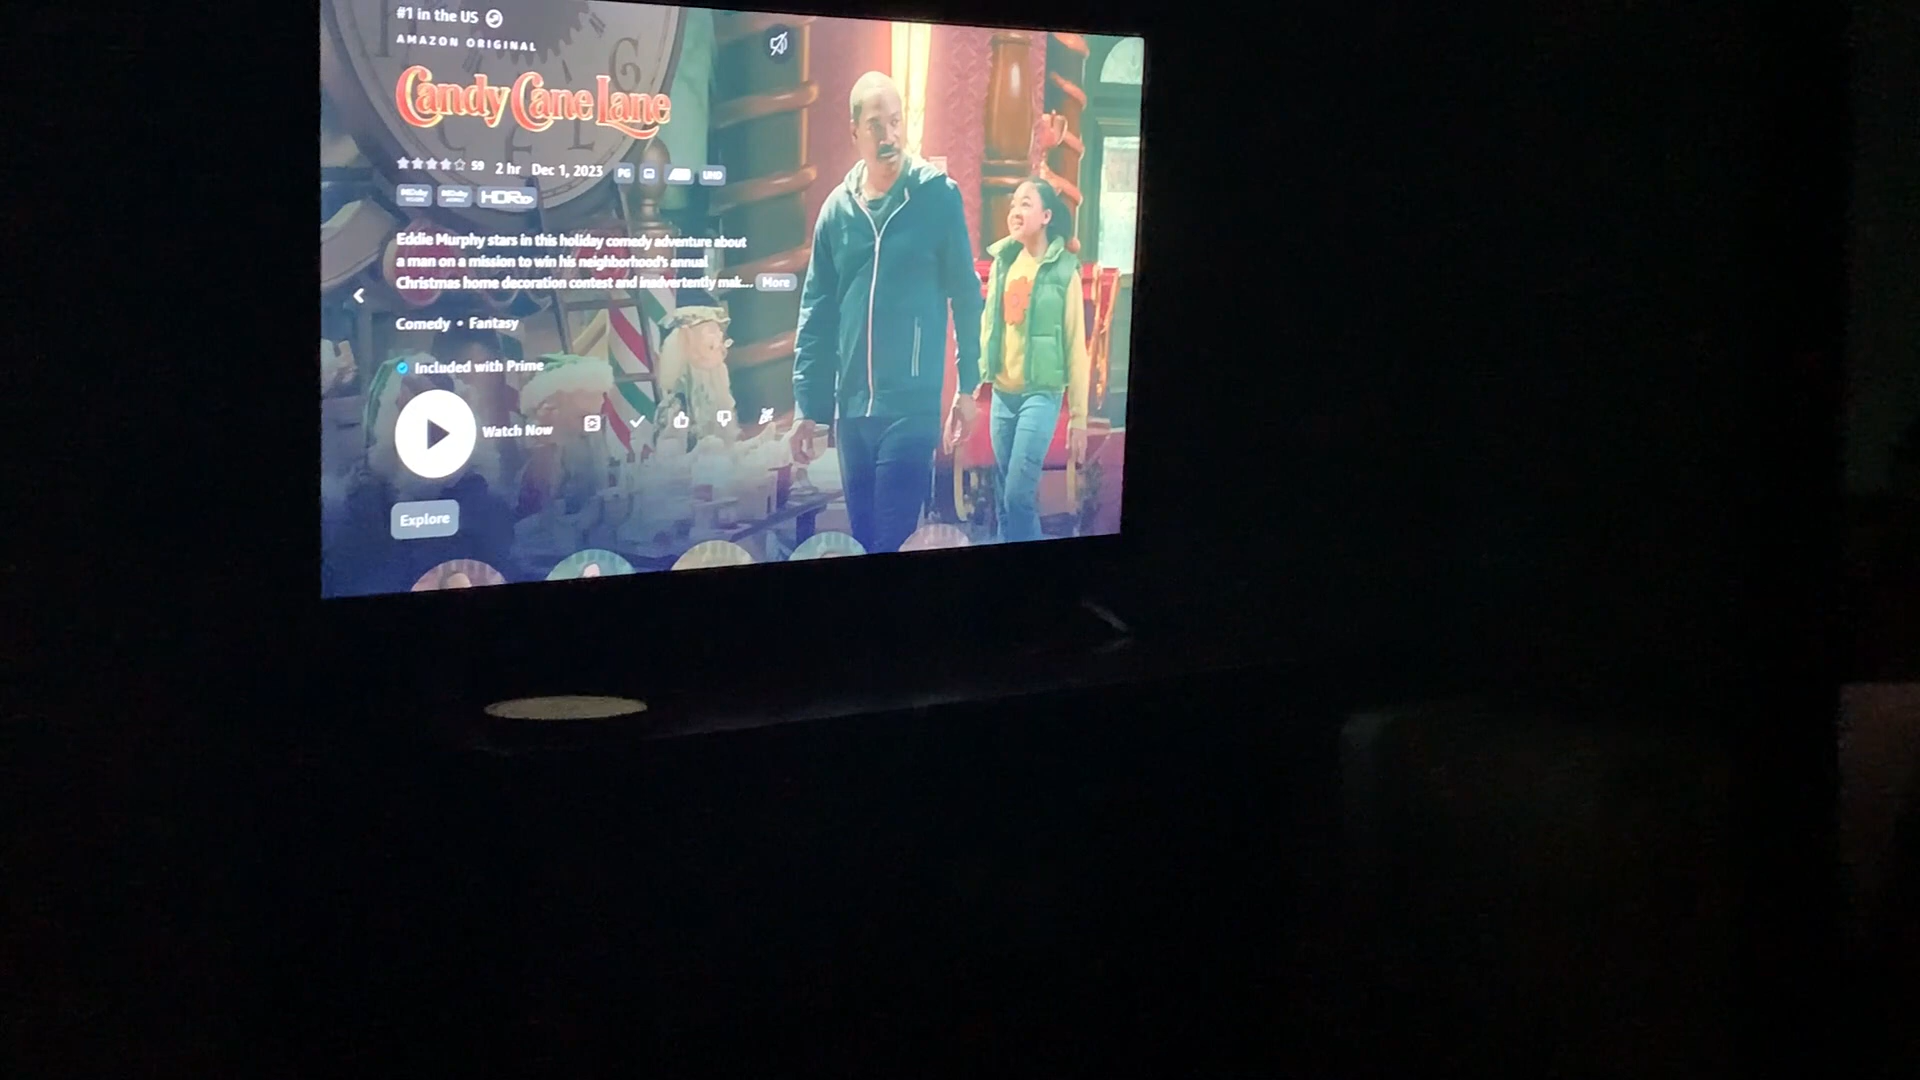 #1 in the US
AMAZON ORIGINAL
Candy Cane Lane
59 2 hr Dec 1, 2023 PG UHD
HDR
Eddie Murphy stars in this holiday comedy adventure about
a man on a mission to win his neighborhood's annual
Christmas home decoration contest and inadvertently mak... More
Comedy • Fantasy
Included with Prime
Watch Now
Explore